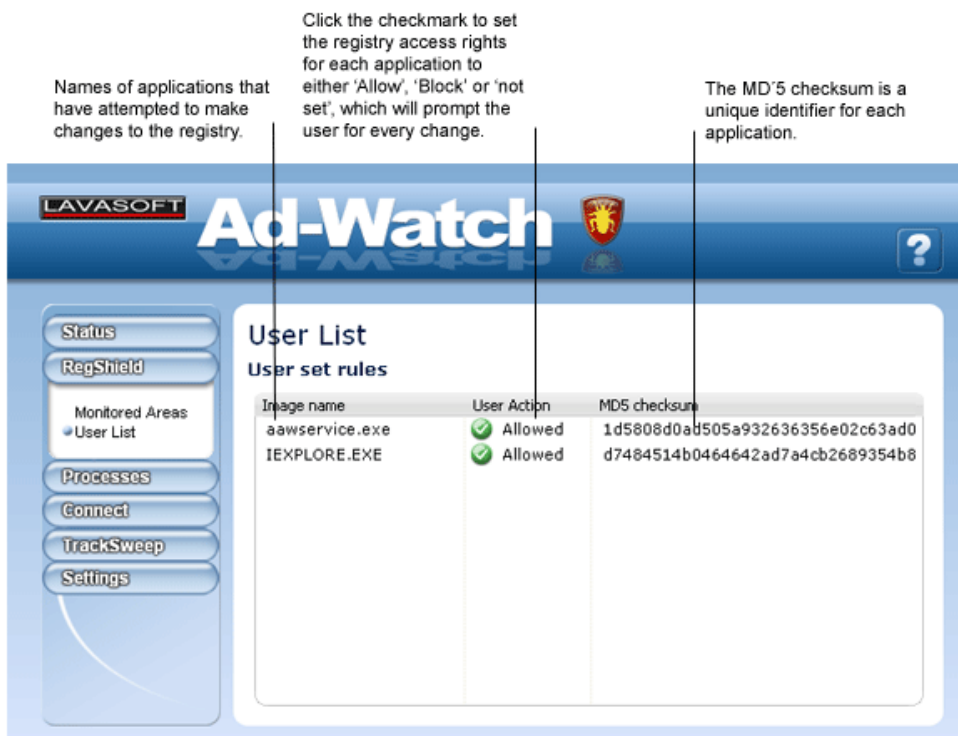 Click the checkmark to set
the registry access rights
for each application to
either ‘Allow’, ‘Block’ or ‘not
set’, which will prompt the
user for every change.
Names of applications that
have attempted to make
changes to the registry.
The MD´5 checksum is a
unique identifier for each
application.
LAVASOFT
Ad-Watch
?
Status
RegShield
Monitored Areas
User List
Processes
Connect
TrackSweep
Settings
User List
User set rules
Image name User Action MD5 checksum
aawservice.exe Allowed 1d5808d0ad505a932636356e02c63ad0
IEXPLORE.EXE Allowed d7484514b0464642ad7a4cb2689354b8